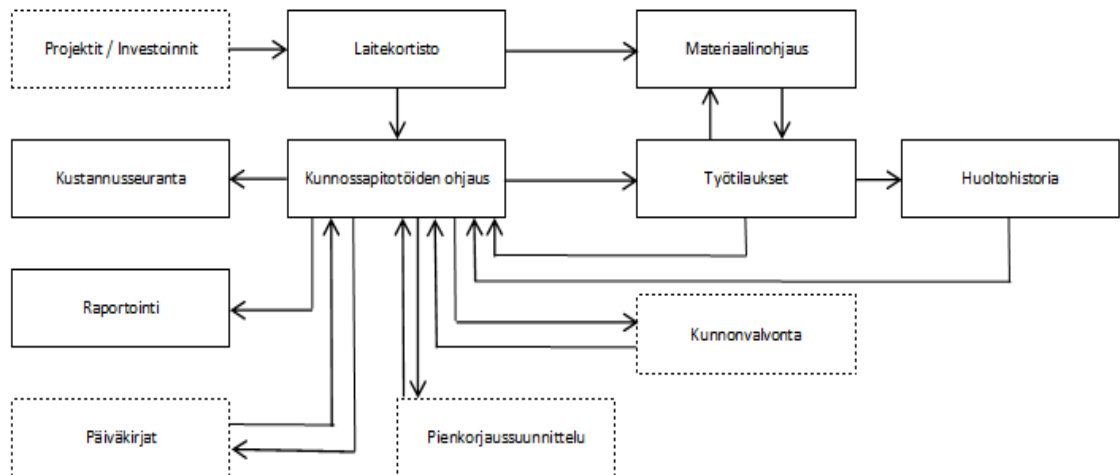 Projektit / Investoinnit
Laitekortisto
Materiaalinohjaus
Kustannusseuranta
Kunnossapitotöiden ohjaus
Työtilaukset
Huoltohistoria
Raportointi
Kunnonvalvonta
Päiväkirjat
Pienkorjaussuunnittelu